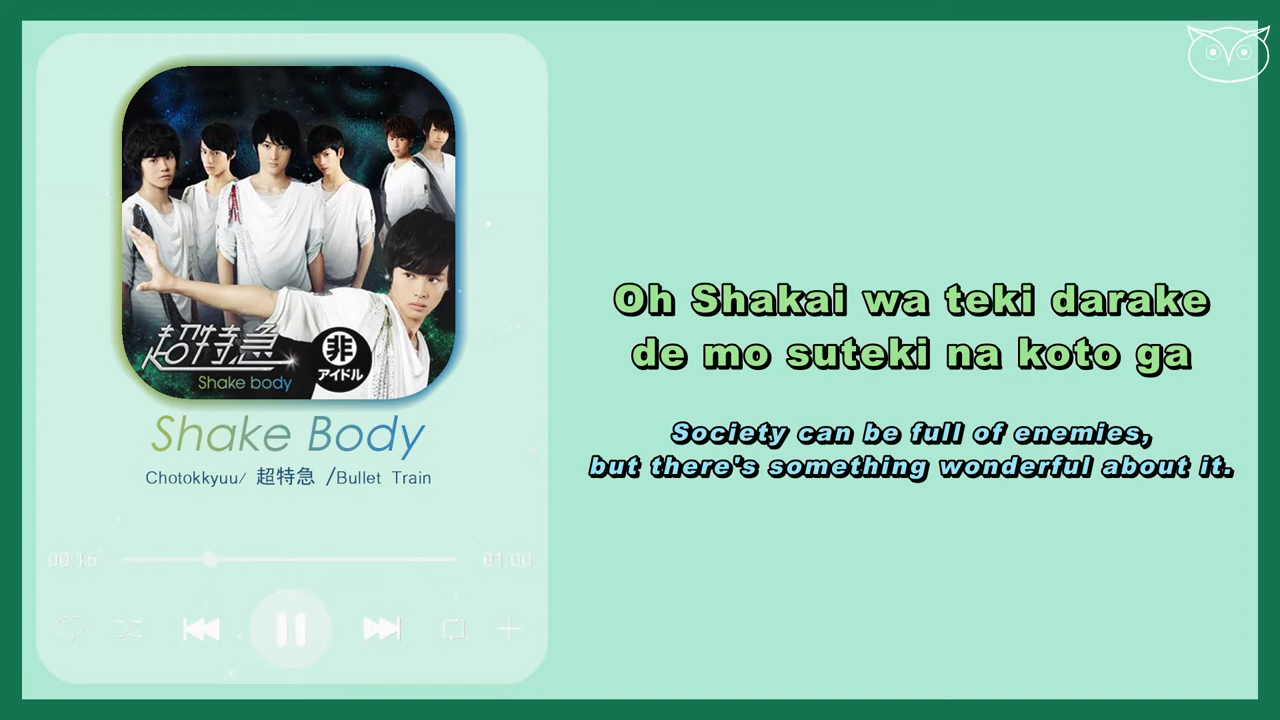 超特急
Shake body
非
アイドル
Shake Body
Chotokkyuu/ 超特急 /Bullet Train
00:16
01:00
Oh Shakai wa teki darake
de mo suteki na koto ga
Society can be full of enemies,
but there's something wonderful about it.